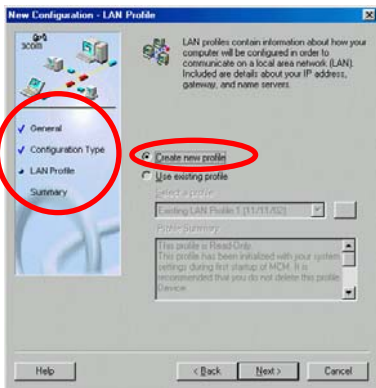 New Configuration - LAN Profile
3com
LAN profiles contain information about how your
computer will be configured in order to
communicate on a local area network (LAN).
Included are details about your IP address,
gateway, and name servers.
General
Configuration Type
LAN Profile
Summary
Create new profile
Use existing profile
Select a profile:
Existing LAN Profile 1 (11/11/02)
Profile Summary
This profile is Read-Only.
This profile has been initialized with your system
settings during first startup of MCM. It is
recommended that you do not delete this profile.
Device:
Help
< Back
Next >
Cancel